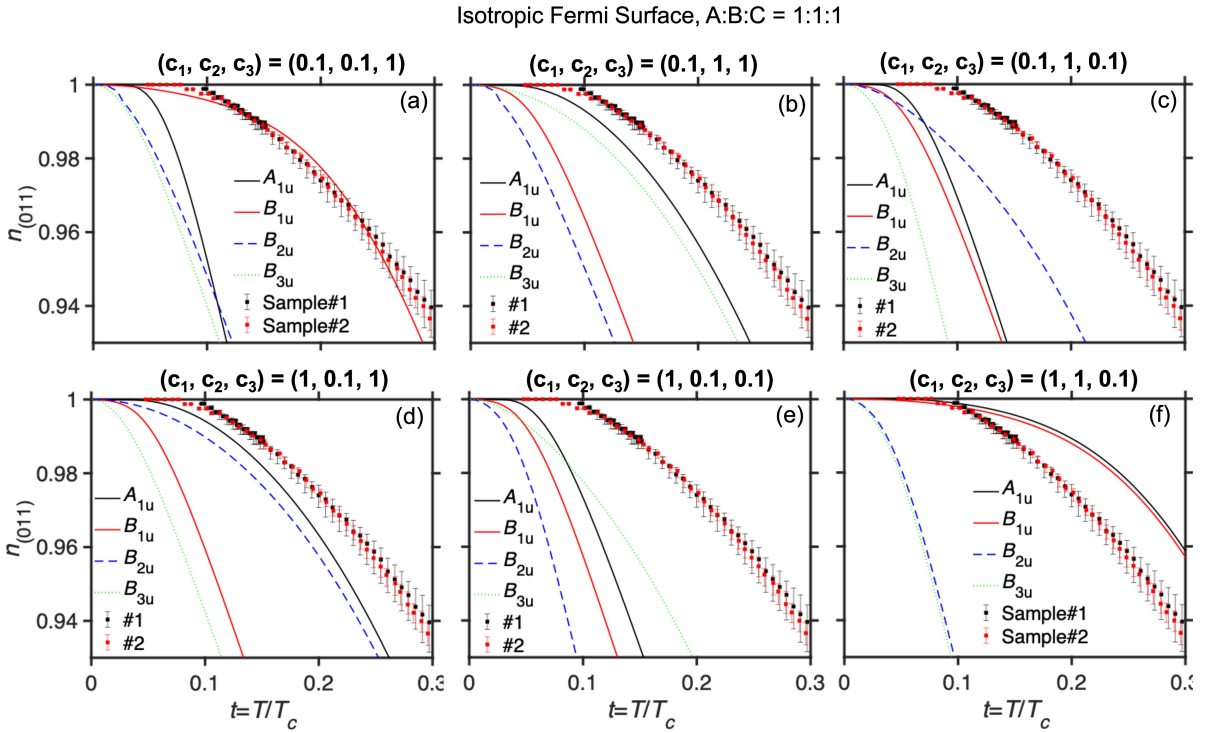 Isotropic Fermi Surface, A:B:C = 1:1:1
(c₁, c₂, c₃) = (0.1, 0.1, 1)
(c₁, c₂, c₃) = (0.1, 1, 1)
(c₁, c₂, c₃) = (0.1, 1, 0.1)
n(011)
1
0.98
0.96
0.94
(a)
A₁ᵤ
B₁ᵤ
B₂ᵤ
B₃ᵤ
Sample#1
Sample#2
(b)
A₁ᵤ
B₁ᵤ
B₂ᵤ
B₃ᵤ
#1
#2
(c)
A₁ᵤ
B₁ᵤ
B₂ᵤ
B₃ᵤ
#1
#2
(c₁, c₂, c₃) = (1, 0.1, 1)
(c₁, c₂, c₃) = (1, 0.1, 0.1)
(c₁, c₂, c₃) = (1, 1, 0.1)
n(011)
1
0.98
0.96
0.94
(d)
A₁ᵤ
B₁ᵤ
B₂ᵤ
B₃ᵤ
#1
#2
(e)
A₁ᵤ
B₁ᵤ
B₂ᵤ
B₃ᵤ
#1
#2
(f)
A₁ᵤ
B₁ᵤ
B₂ᵤ
B₃ᵤ
Sample#1
Sample#2
0 0.1 0.2
0 0.1 0.2
0 0.1 0.2
t=T/Tc
t=T/Tc
t=T/Tc